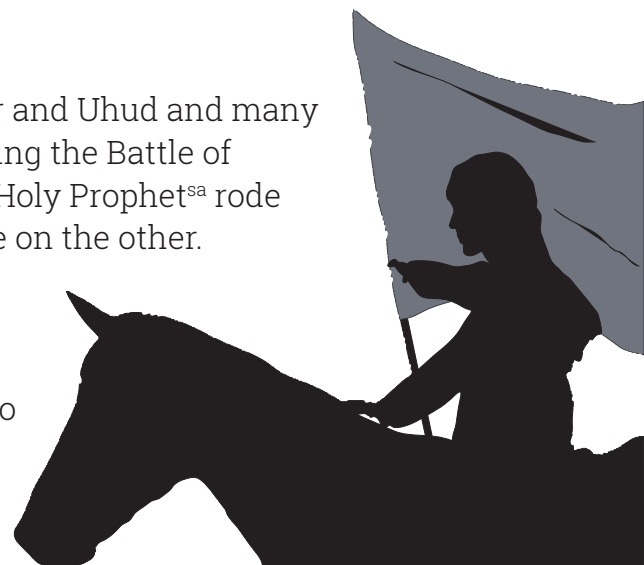 r and Uhud and many
ing the Battle of
Holy Prophetsa rode
e on the other.
o